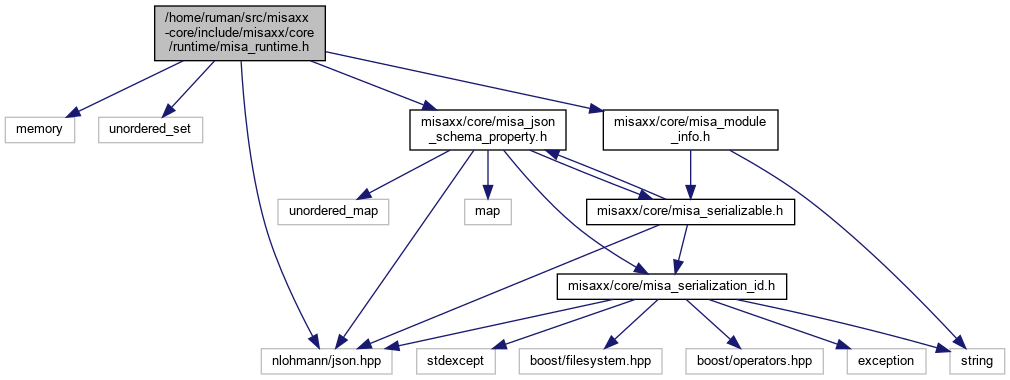 /home/ruman/src/misaxx
-core/include/misaxx/core
/runtime/misa_runtime.h
memory
unordered_set
misaxx/core/misa_json
_schema_property.h
misaxx/core/misa_module
_info.h
unordered_map
map
misaxx/core/misa_serializable.h
misaxx/core/misa_serialization_id.h
nlohmann/json.hpp
stdexcept
boost/filesystem.hpp
boost/operators.hpp
exception
string